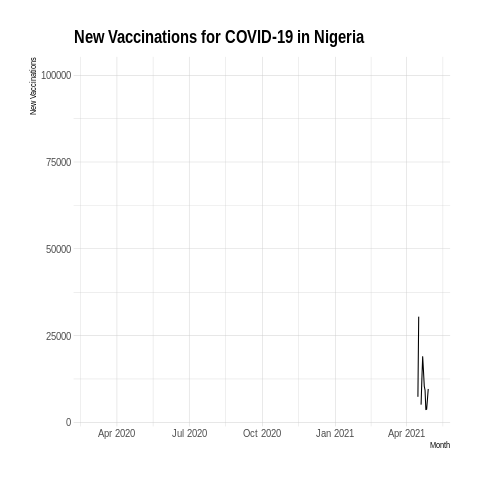 New Vaccinations for COVID-19 in Nigeria
New Vaccinations
100000
75000
50000
25000
0
Apr 2020 Jul 2020 Oct 2020 Jan 2021 Apr 2021
Month